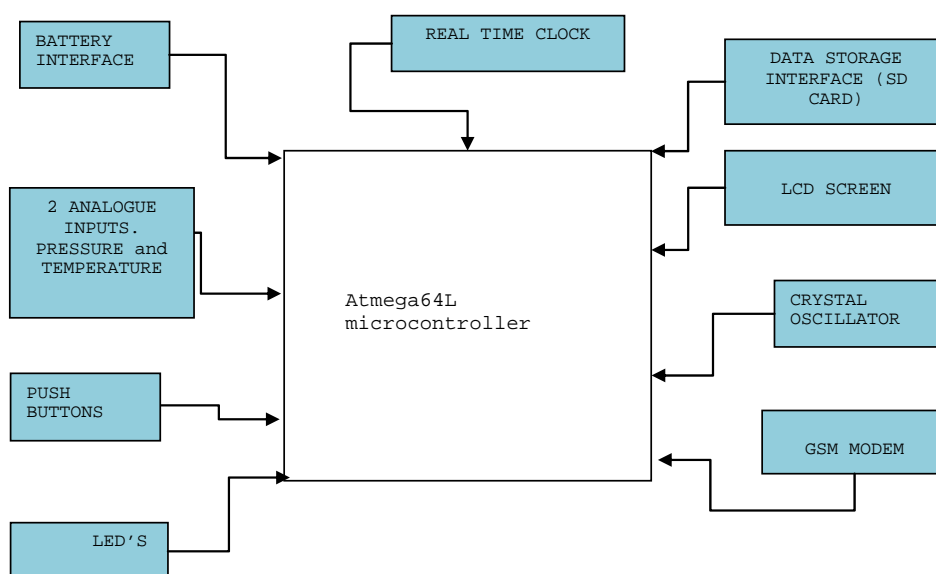 BATTERY
INTERFACE
REAL TIME CLOCK
DATA STORAGE
INTERFACE (SD
CARD)
2 ANALOGUE
INPUTS.
PRESSURE and
TEMPERATURE
LCD SCREEN
Atmega64L
microcontroller
CRYSTAL
OSCILLATOR
PUSH
BUTTONS
GSM MODEM
LED'S